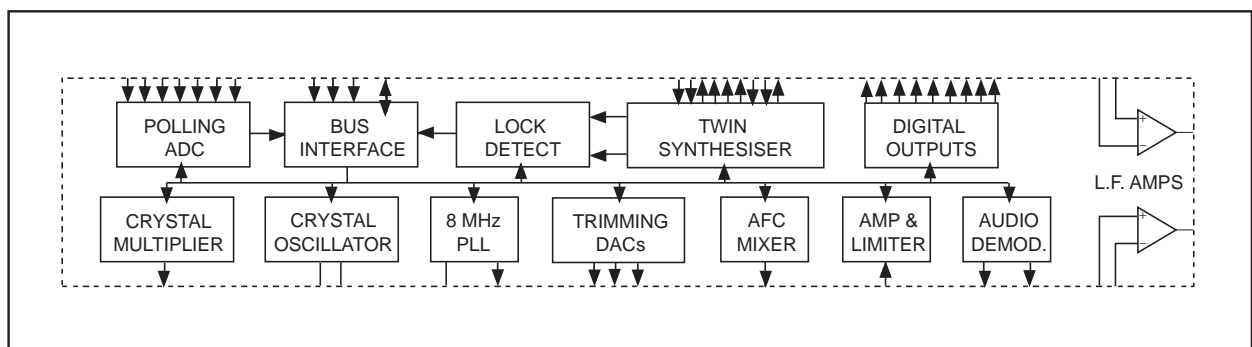 POLLING
ADC
BUS
INTERFACE
LOCK
DETECT
TWIN
SYNTHESISER
DIGITAL
OUTPUTS
+
−
L.F. AMPS
CRYSTAL
MULTIPLIER
CRYSTAL
OSCILLATOR
8 MHz
PLL
TRIMMING
DACs
AFC
MIXER
AMP &
LIMITER
AUDIO
DEMOD.
+
−